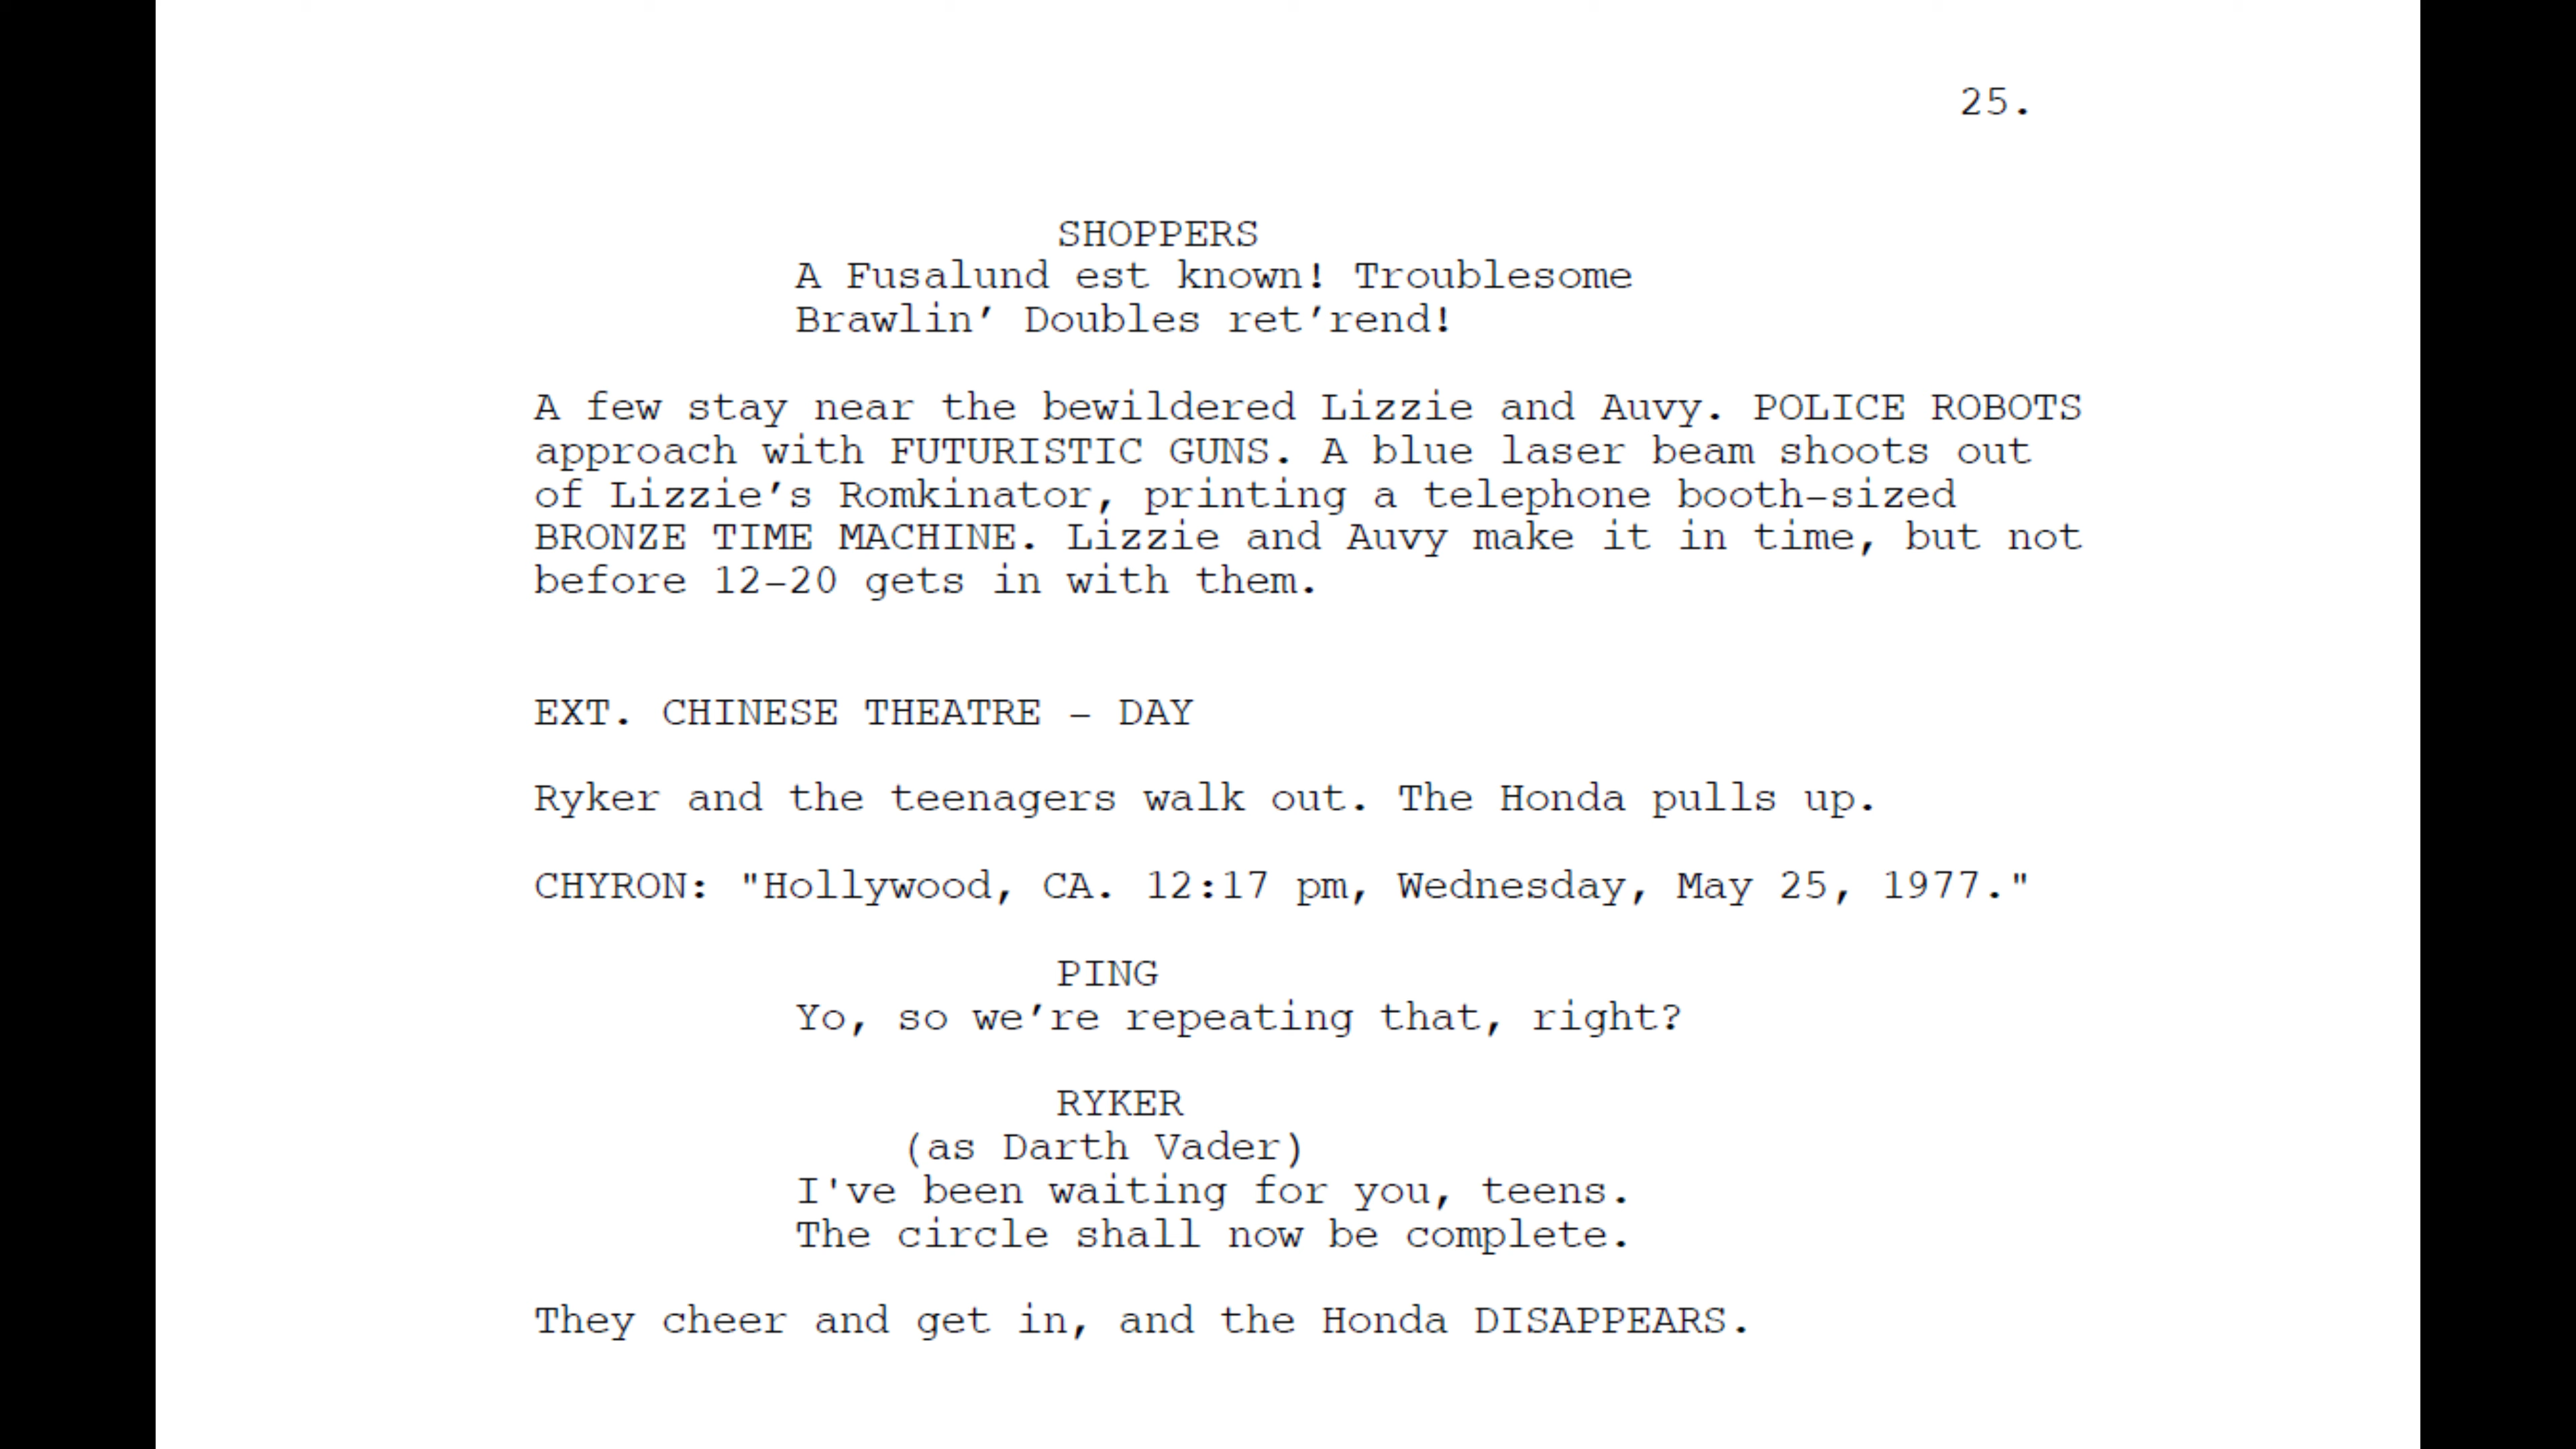 25.
SHOPPERS
A Fusalund est known! Troublesome
Brawlin’ Doubles ret’rend!
A few stay near the bewildered Lizzie and Auvy. POLICE ROBOTS
approach with FUTURISTIC GUNS. A blue laser beam shoots out
of Lizzie’s Romkinator, printing a telephone booth-sized
BRONZE TIME MACHINE. Lizzie and Auvy make it in time, but not
before 12-20 gets in with them.
EXT. CHINESE THEATRE - DAY
Ryker and the teenagers walk out. The Honda pulls up.
CHYRON: "Hollywood, CA. 12:17 pm, Wednesday, May 25, 1977."
PING
Yo, so we’re repeating that, right?
RYKER
(as Darth Vader)
I've been waiting for you, teens.
The circle shall now be complete.
They cheer and get in, and the Honda DISAPPEARS.